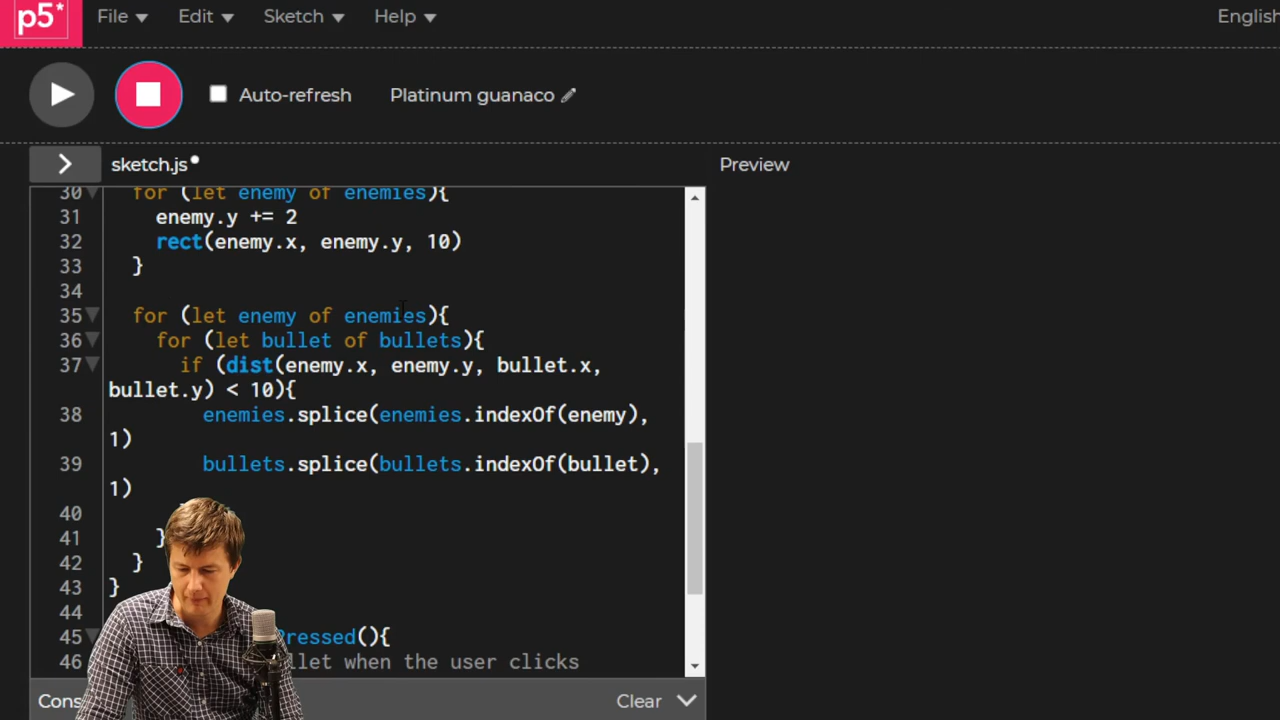 p5*
File Edit Sketch Help English
Auto-refresh Platinum guanaco
> sketch.js Preview
30 for (let enemy of enemies){
31 enemy.y += 2
32 rect(enemy.x, enemy.y, 10)
33 }
34
35 for (let enemy of enemies){
36 for (let bullet of bullets){
37 if (dist(enemy.x, enemy.y, bullet.x,
bullet.y) < 10){
38 enemies.splice(enemies.indexOf(enemy),
1)
39 bullets.splice(bullets.indexOf(bullet),
1)
40
41 }
42 }
43 }
44
45 Pressed(){
46 llet when the user clicks
Cons Clear